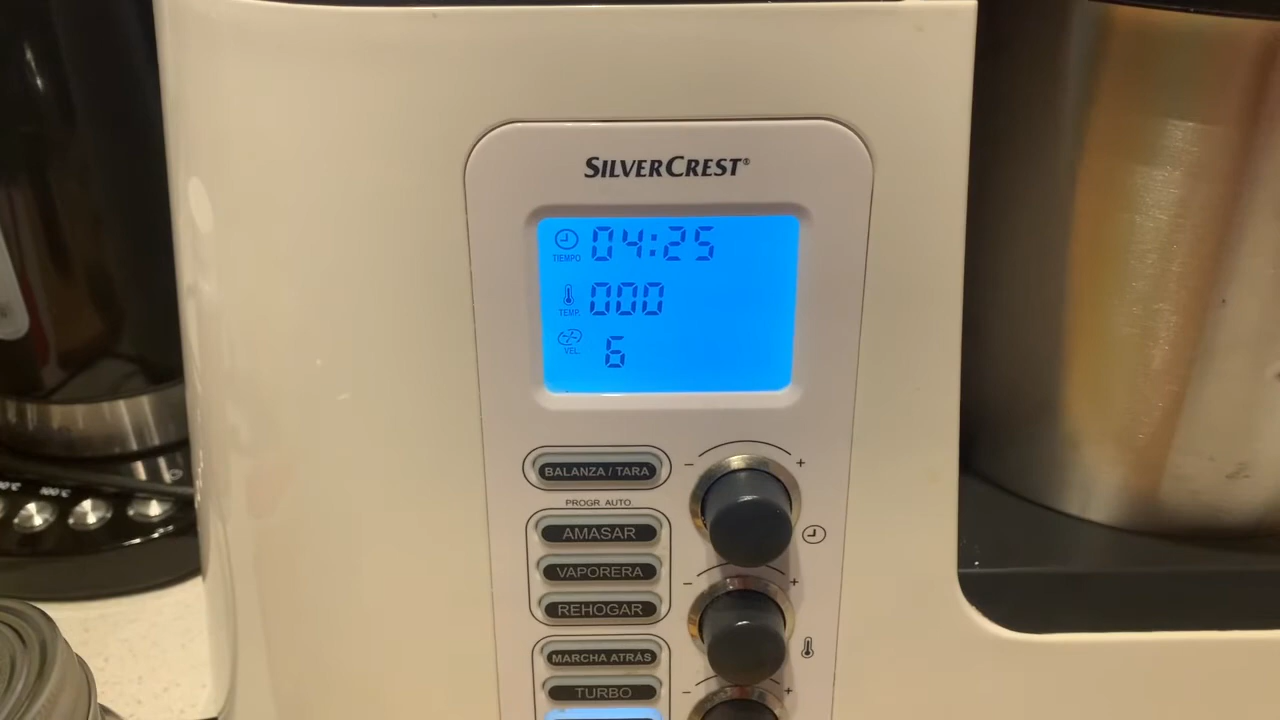 SILVERCREST®
TIEMPO 04:25
TEMP. 000
VEL. 6
- +
BALANZA / TARA
PROGR. AUTO.
AMASAR
VAPORERA
- +
REHOGAR
MARCHA ATRÁS
TURBO
- +